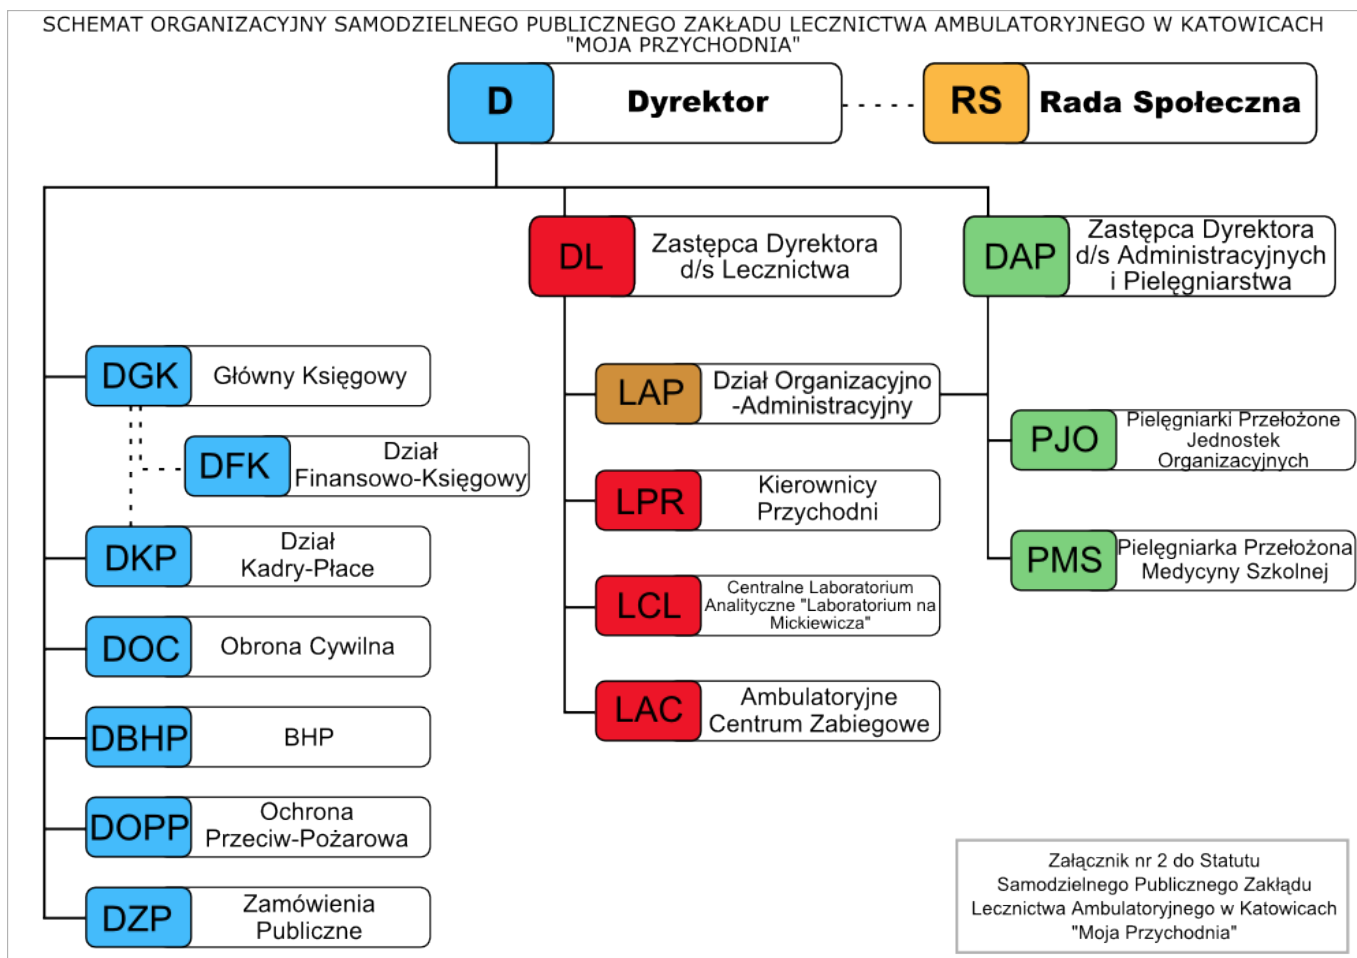 SCHEMAT ORGANIZACYJNY SAMODZIELNEGO PUBLICZNEGO ZAKŁADU LECZNICTWA AMBULATORYJNEGO W KATOWICACH
"MOJA PRZYCHODNIA"
D
Dyrektor
RS
Rada Społeczna
DL
Zastępca Dyrektora
d/s Lecznictwa
DAP
Zastępca Dyrektora
d/s Administracyjnych
i Pielęgniarstwa
DGK
Główny Księgowy
DFK
Dział
Finansowo-Księgowy
DKP
Dział
Kadry-Płace
DOC
Obrona Cywilna
DBHP
BHP
DOPP
Ochrona
Przeciw-Pożarowa
DZP
Zamówienia
Publiczne
LAP
Dział Organizacyjno
-Administracyjny
LPR
Kierownicy
Przychodni
LCL
Centralne Laboratorium
Analityczne "Laboratorium na
Mickiewicza"
LAC
Ambulatoryjne
Centrum Zabiegowe
PJO
Pielęgniarki Przełożone
Jednostek
Organizacyjnych
PMS
Pielęgniarka Przełożona
Medycyny Szkolnej
Załącznik nr 2 do Statutu
Samodzielnego Publicznego Zakłądu
Lecznictwa Ambulatoryjnego w Katowicach
"Moja Przychodnia"